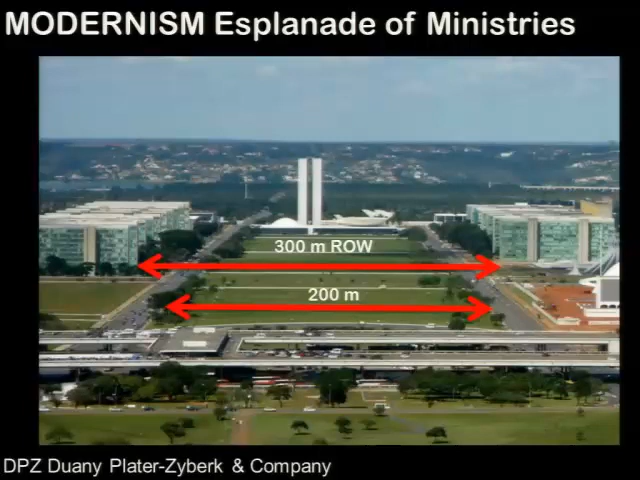 MODERNISM Esplanade of Ministries
300 m ROW
200 m
DPZ Duany Plater-Zyberk & Company